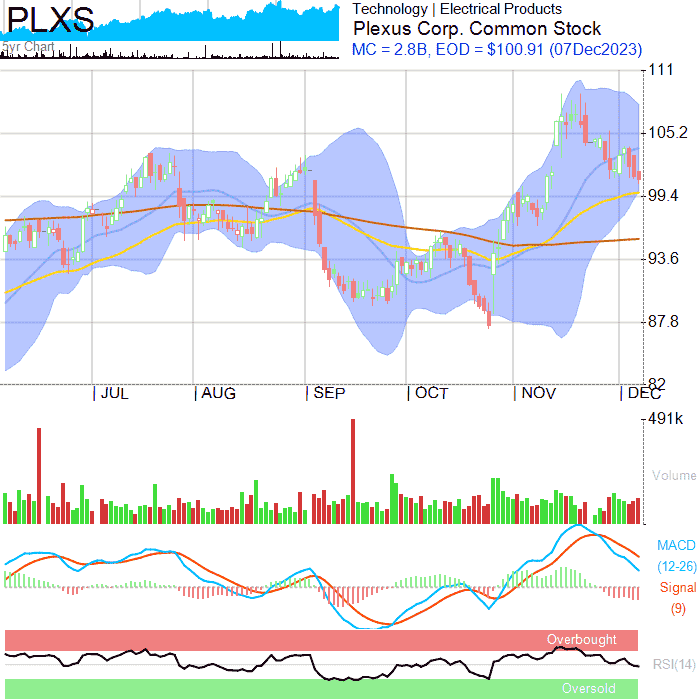 PLXS
5yr Chart
Technology | Electrical Products
Plexus Corp. Common Stock
MC = 2.8B, EOD = $100.91 (07Dec2023)
111
105.2
99.4
93.6
87.8
82
JUL
AUG
SEP
OCT
NOV
DEC
491k
Volume
MACD
(12-26)
Signal
(9)
Overbought
RSI(14)
Oversold